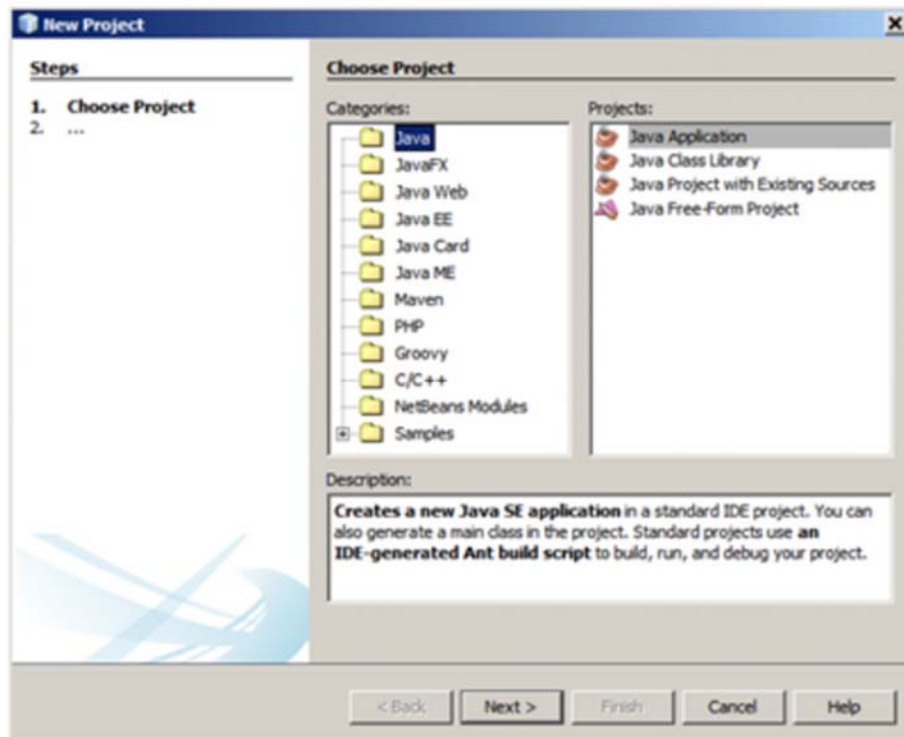 New Project
Steps
1. Choose Project
2. ...
Choose Project
Categories:
Java
JavaFX
Java Web
Java EE
Java Card
Java ME
Maven
PHP
Groovy
C/C++
NetBeans Modules
Samples
Projects:
Java Application
Java Class Library
Java Project with Existing Sources
Java Free-Form Project
Description:
Creates a new Java SE application in a standard IDE project. You can
also generate a main class in the project. Standard projects use an
IDE-generated Ant build script to build, run, and debug your project.
< Back
Next >
Finish
Cancel
Help